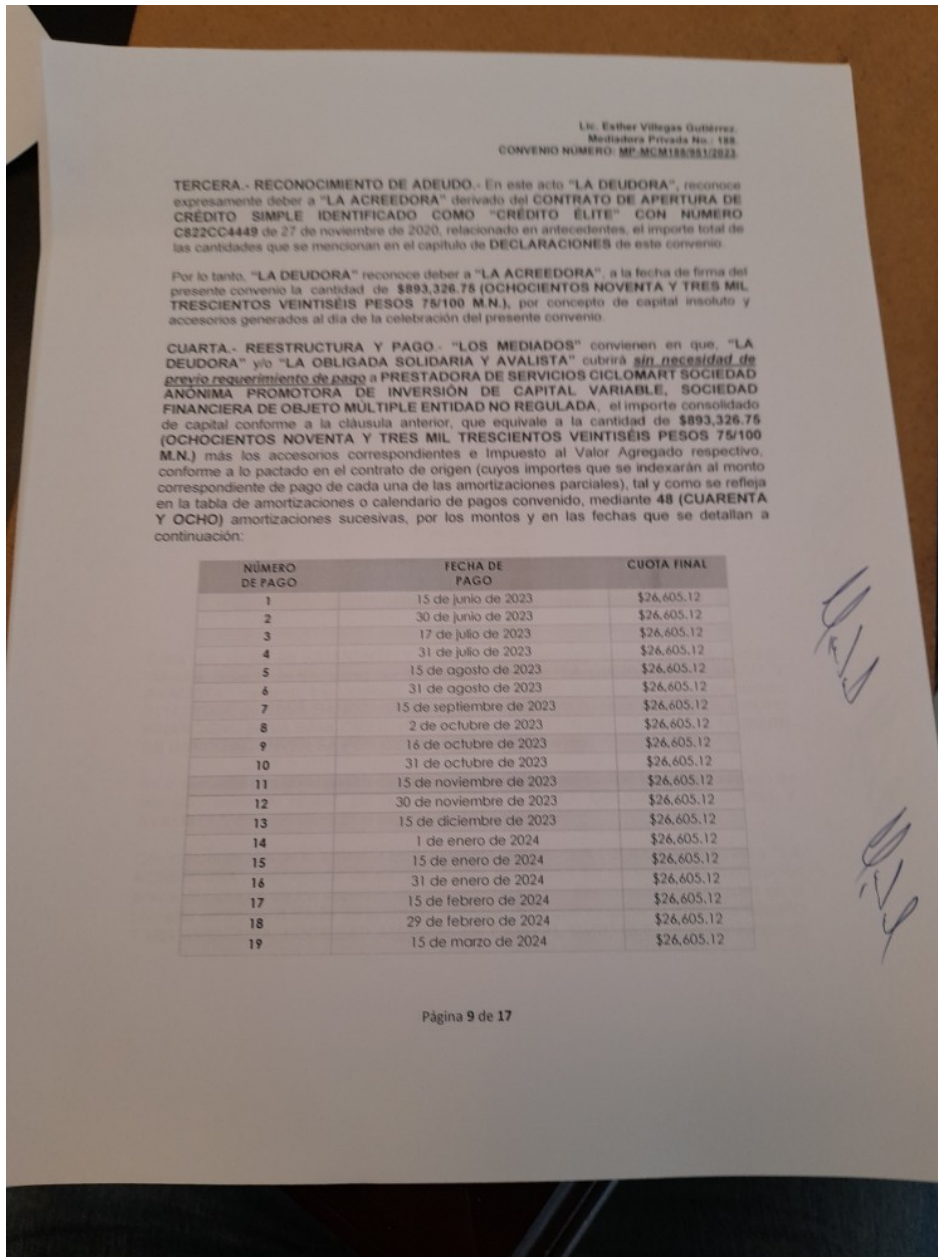 Lic. Esther Villegas Gutiérrez.
Mediadora Privada No.: 188.
CONVENIO NÚMERO: MP-MCM188/981/2023.
TERCERA.- RECONOCIMIENTO DE ADEUDO.- En este acto "LA DEUDORA", reconoce
expresamente deber a "LA ACREEDORA" derivado del CONTRATO DE APERTURA DE
CRÉDITO SIMPLE IDENTIFICADO COMO "CRÉDITO ÉLITE" CON NÚMERO
C822CC4449 de 27 de noviembre de 2020, relacionado en antecedentes, el importe total de
las cantidades que se mencionan en el capítulo de DECLARACIONES de este convenio.
Por lo tanto, "LA DEUDORA" reconoce deber a "LA ACREEDORA", a la fecha de firma del
presente convenio la cantidad de $893,326.75 (OCHOCIENTOS NOVENTA Y TRES MIL
TRESCIENTOS VEINTISÉIS PESOS 75/100 M.N.), por concepto de capital insoluto y
accesorios generados al día de la celebración del presente convenio.
CUARTA.- REESTRUCTURA Y PAGO.- "LOS MEDIADOS" convienen en que, "LA
DEUDORA" y/o "LA OBLIGADA SOLIDARIA Y AVALISTA" cubrirá sin necesidad de
previo requerimiento de pago a PRESTADORA DE SERVICIOS CICLOMART SOCIEDAD
ANÓNIMA PROMOTORA DE INVERSIÓN DE CAPITAL VARIABLE, SOCIEDAD
FINANCIERA DE OBJETO MÚLTIPLE ENTIDAD NO REGULADA, el importe consolidado
de capital conforme a la cláusula anterior, que equivale a la cantidad de $893,326.75
(OCHOCIENTOS NOVENTA Y TRES MIL TRESCIENTOS VEINTISÉIS PESOS 75/100
M.N.) más los accesorios correspondientes e Impuesto al Valor Agregado respectivo,
conforme a lo pactado en el contrato de origen (cuyos importes que se indexarán al monto
correspondiente de pago de cada una de las amortizaciones parciales), tal y como se refleja
en la tabla de amortizaciones o calendario de pagos convenido, mediante 48 (CUARENTA
Y OCHO) amortizaciones sucesivas, por los montos y en las fechas que se detallan a
continuación:
NÚMERO DE PAGO FECHA DE PAGO CUOTA FINAL
1 15 de junio de 2023 $26,605.12
2 30 de junio de 2023 $26,605.12
3 17 de julio de 2023 $26,605.12
4 31 de julio de 2023 $26,605.12
5 15 de agosto de 2023 $26,605.12
6 31 de agosto de 2023 $26,605.12
7 15 de septiembre de 2023 $26,605.12
8 2 de octubre de 2023 $26,605.12
9 16 de octubre de 2023 $26,605.12
10 31 de octubre de 2023 $26,605.12
11 15 de noviembre de 2023 $26,605.12
12 30 de noviembre de 2023 $26,605.12
13 15 de diciembre de 2023 $26,605.12
14 1 de enero de 2024 $26,605.12
15 15 de enero de 2024 $26,605.12
16 31 de enero de 2024 $26,605.12
17 15 de febrero de 2024 $26,605.12
18 29 de febrero de 2024 $26,605.12
19 15 de marzo de 2024 $26,605.12
Página 9 de 17